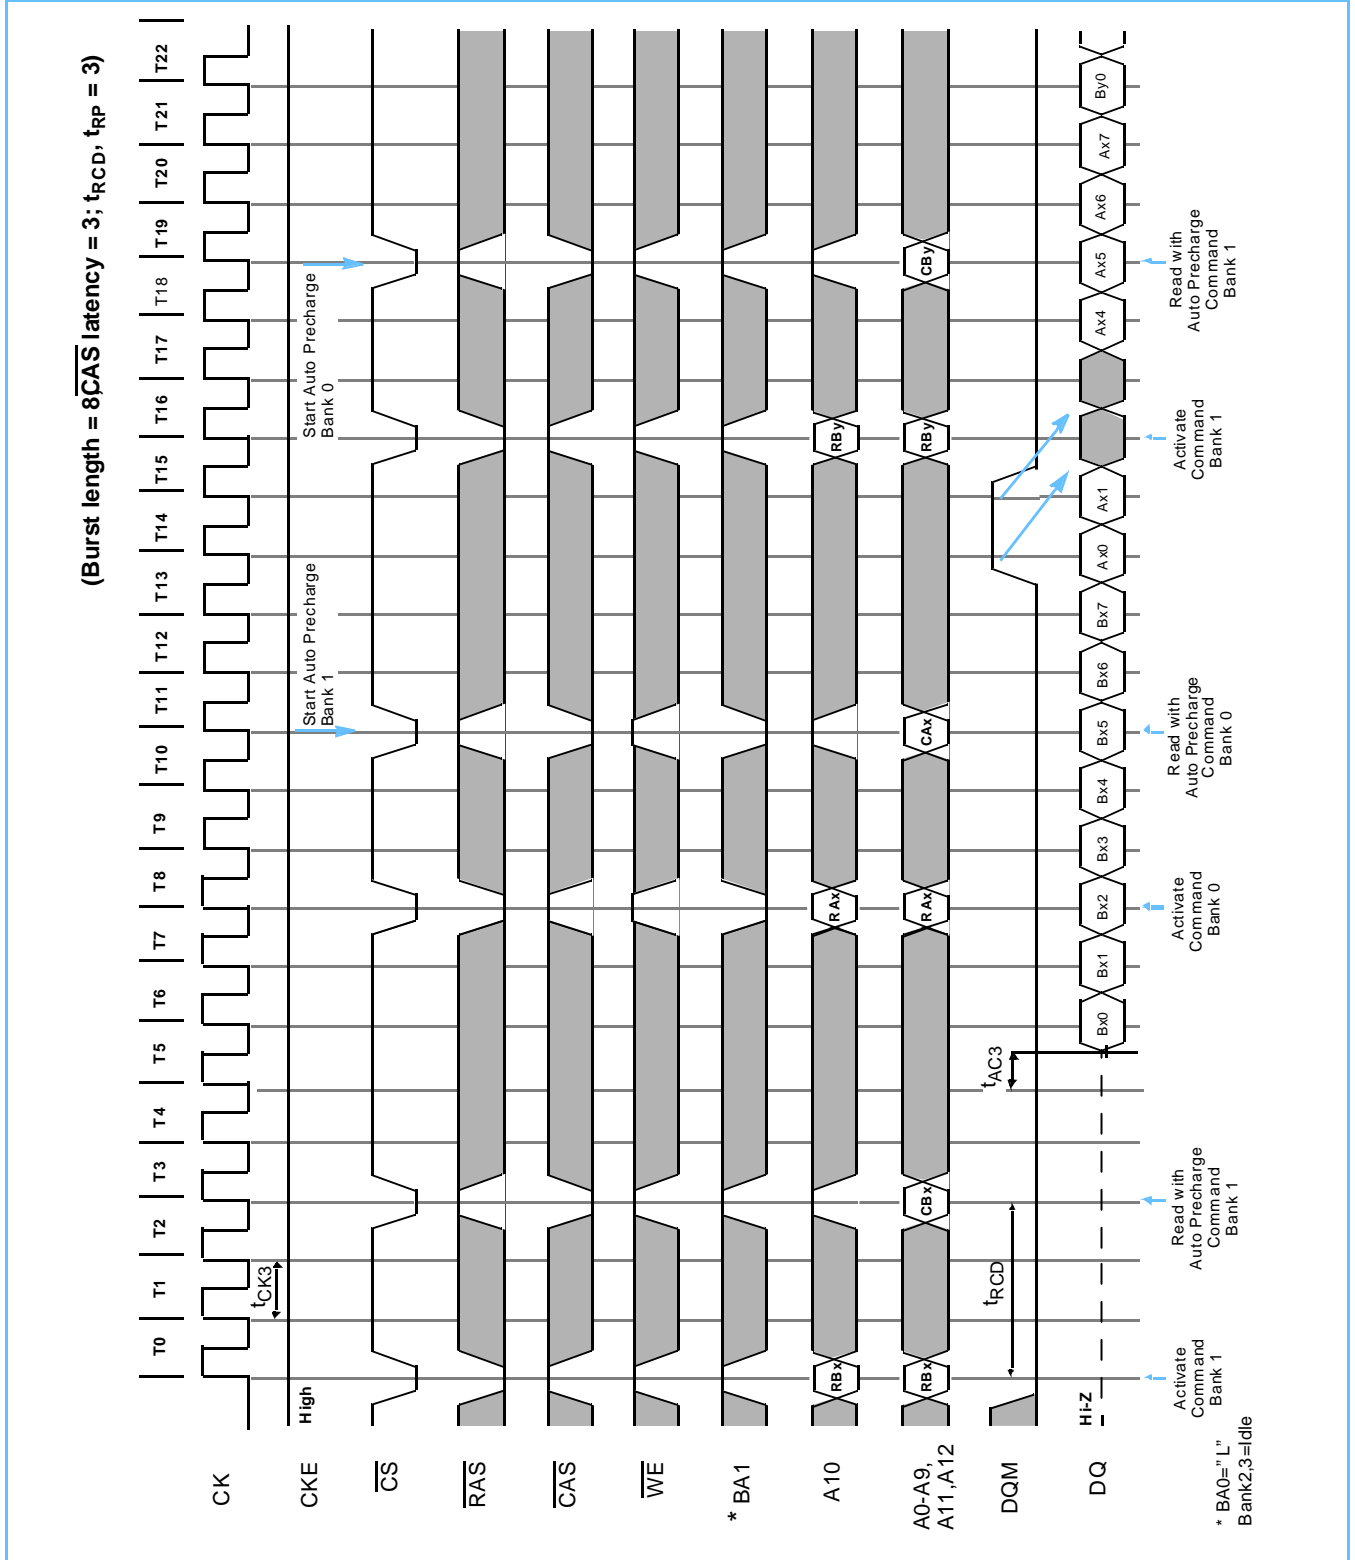 (Burst length = 8,CAS latency = 3; tRCD, tRP = 3)
T0 T1 T2 T3 T4 T5 T6 T7 T8 T9 T10 T11 T12 T13 T14 T15 T16 T17 T18 T19 T20 T21 T22
CK
tCK3
CKE
High
Start Auto Precharge
Bank 1
Start Auto Precharge
Bank 0
CS
RAS
CAS
WE
* BA1
A10
RBx RAx RBy
A0-A9,
A11,A12
RBx CBx RAx CAx RBy CBy
DQM
tRCD
tAC3
DQ
Hi-Z
Bx0 Bx1 Bx2 Bx3 Bx4 Bx5 Bx6 Bx7 Ax0 Ax1 Ax4 Ax5 Ax6 Ax7 By0
Activate
Command
Bank 1
Read with
Auto Precharge
Command
Bank 1
Activate
Command
Bank 0
Read with
Auto Precharge
Command
Bank 0
Activate
Command
Bank 1
Read with
Auto Precharge
Command
Bank 1
* BA0=”L”
Bank2,3=Idle